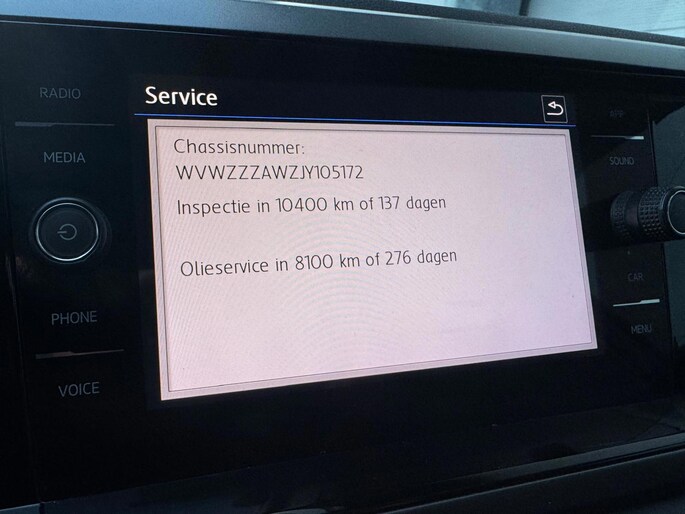 RADIO
MEDIA
PHONE
VOICE
Service
Chassisnummer:
WVWZZZAWZJY105172
Inspectie in 10400 km of 137 dagen
Olieservice in 8100 km of 276 dagen
APP
SOUND
CAR
MENU